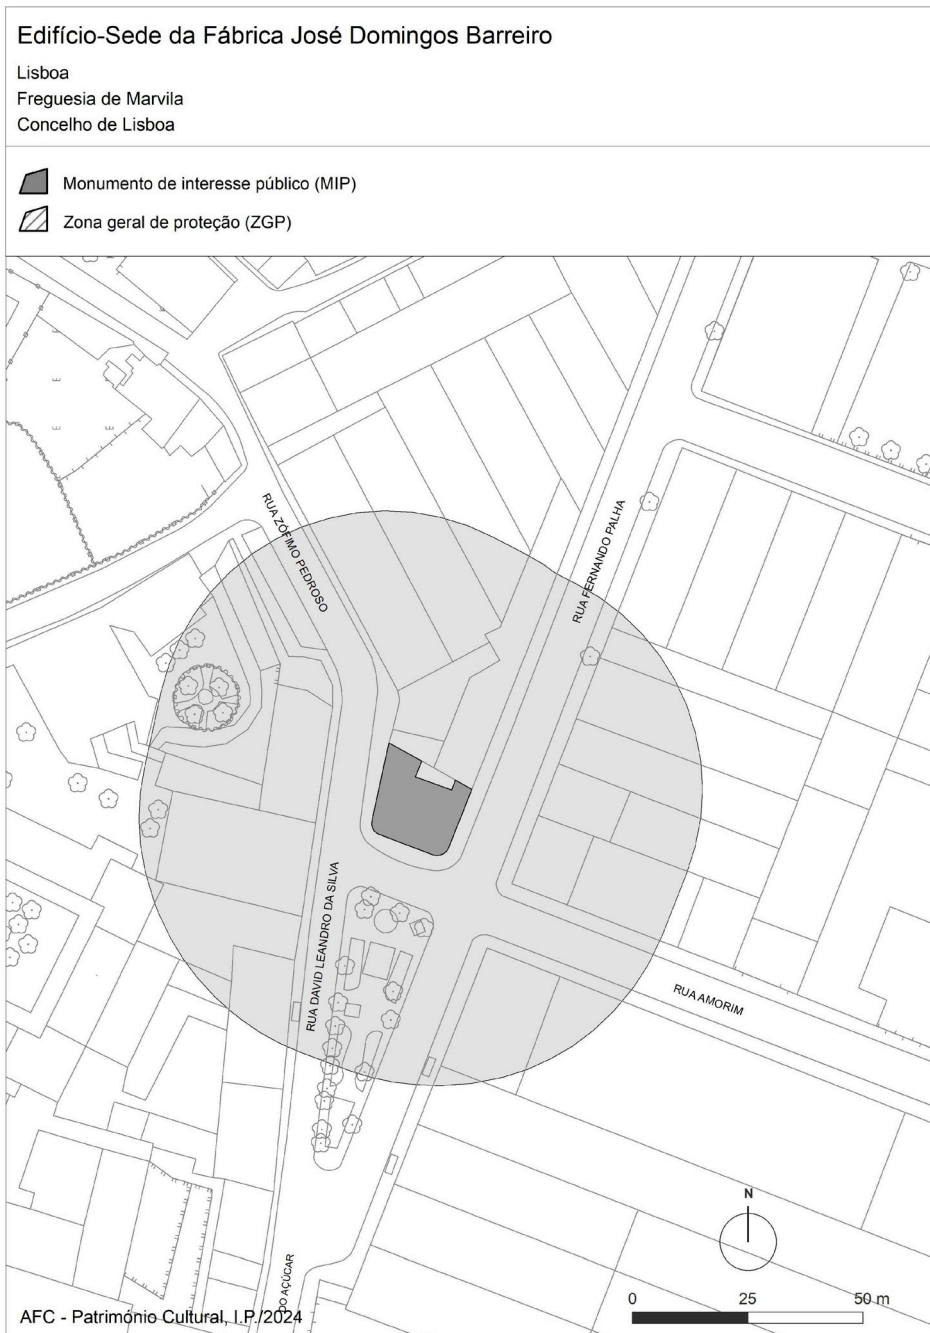 Edifício-Sede da Fábrica José Domingos Barreiro
Lisboa
Freguesia de Marvila
Concelho de Lisboa
Monumento de interesse público (MIP)
Zona geral de proteção (ZGP)
RUA ZÓFIMO PEDROSO
RUA FERNANDO PALHA
RUA DAVID LEANDRO DA SILVA
RUA AMORIM
DO AÇÚCAR
N
0 25 50 m
AFC - Património Cultural, I.P./2024